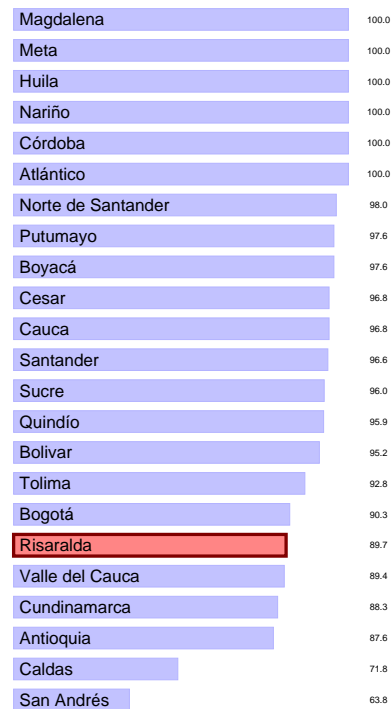 Magdalena 100.0
Meta 100.0
Huila 100.0
Nariño 100.0
Córdoba 100.0
Atlántico 100.0
Norte de Santander 98.0
Putumayo 97.6
Boyacá 97.6
Cesar 96.8
Cauca 96.8
Santander 96.6
Sucre 96.0
Quindío 95.9
Bolivar 95.2
Tolima 92.8
Bogotá 90.3
Risaralda 89.7
Valle del Cauca 89.4
Cundinamarca 88.3
Antioquia 87.6
Caldas 71.8
San Andrés 63.8